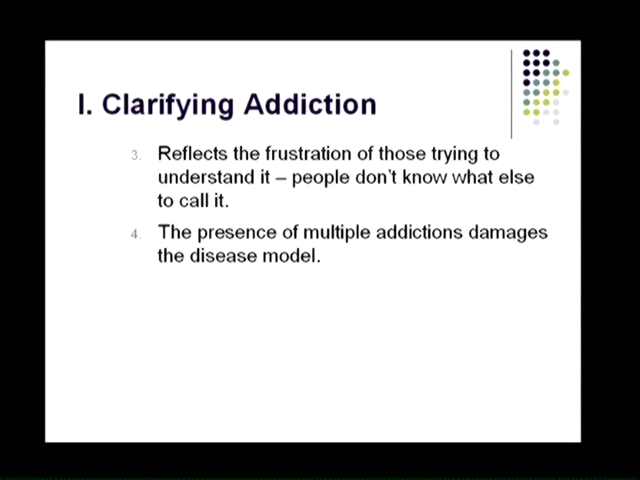 I. Clarifying Addiction
3. Reflects the frustration of those trying to
understand it – people don't know what else
to call it.
4. The presence of multiple addictions damages
the disease model.